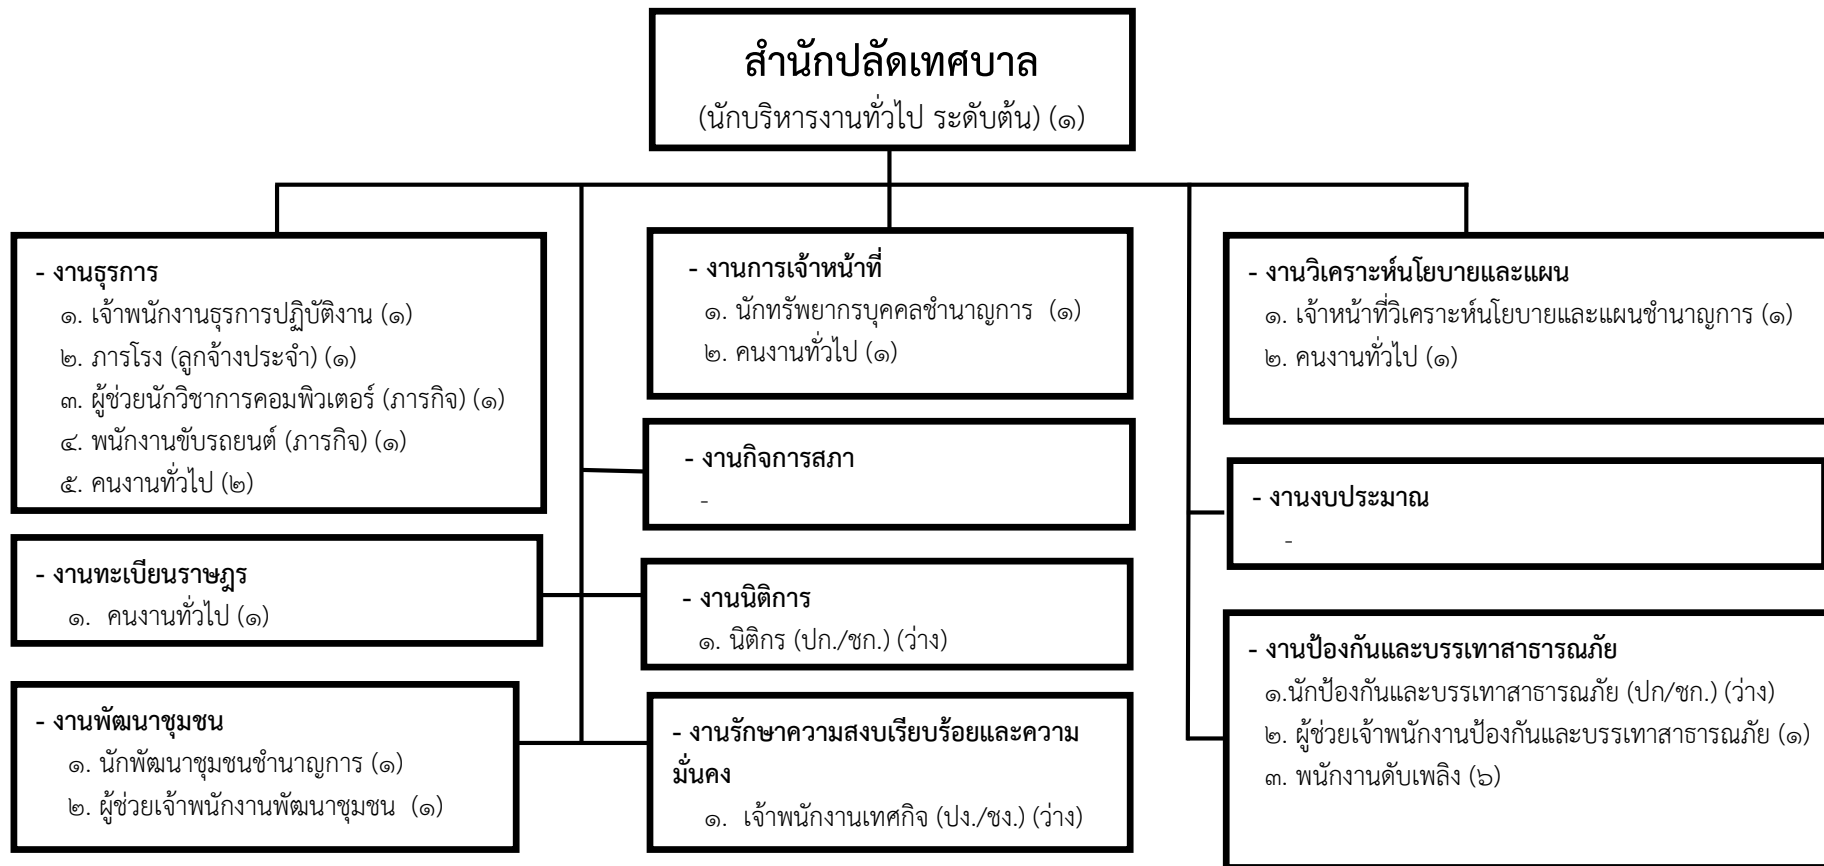 สำนักปลัดเทศบาล
(นักบริหารงานทั่วไป ระดับต้น) (๑)
- งานธุรการ
๑. เจ้าพนักงานธุรการปฏิบัติงาน (๑)
๒. ภารโรง (ลูกจ้างประจำ) (๑)
๓. ผู้ช่วยนักวิชาการคอมพิวเตอร์ (ภารกิจ) (๑)
๔. พนักงานขับรถยนต์ (ภารกิจ) (๑)
๕. คนงานทั่วไป (๒)
- งานทะเบียนราษฎร
๑. คนงานทั่วไป (๑)
- งานพัฒนาชุมชน
๑. นักพัฒนาชุมชนชำนาญการ (๑)
๒. ผู้ช่วยเจ้าพนักงานพัฒนาชุมชน (๑)
- งานการเจ้าหน้าที่
๑. นักทรัพยากรบุคคลชำนาญการ (๑)
๒. คนงานทั่วไป (๑)
- งานกิจการสภา
-
- งานนิติการ
๑. นิติกร (ปก./ชก.) (ว่าง)
- งานรักษาความสงบเรียบร้อยและความ
มั่นคง
๑. เจ้าพนักงานเทศกิจ (ปง./ชง.) (ว่าง)
- งานวิเคราะห์นโยบายและแผน
๑. เจ้าหน้าที่วิเคราะห์นโยบายและแผนชำนาญการ (๑)
๒. คนงานทั่วไป (๑)
- งานงบประมาณ
-
- งานป้องกันและบรรเทาสาธารณภัย
๑.นักป้องกันและบรรเทาสาธารณภัย (ปก/ชก.) (ว่าง)
๒. ผู้ช่วยเจ้าพนักงานป้องกันและบรรเทาสาธารณภัย (๑)
๓. พนักงานดับเพลิง (๖)